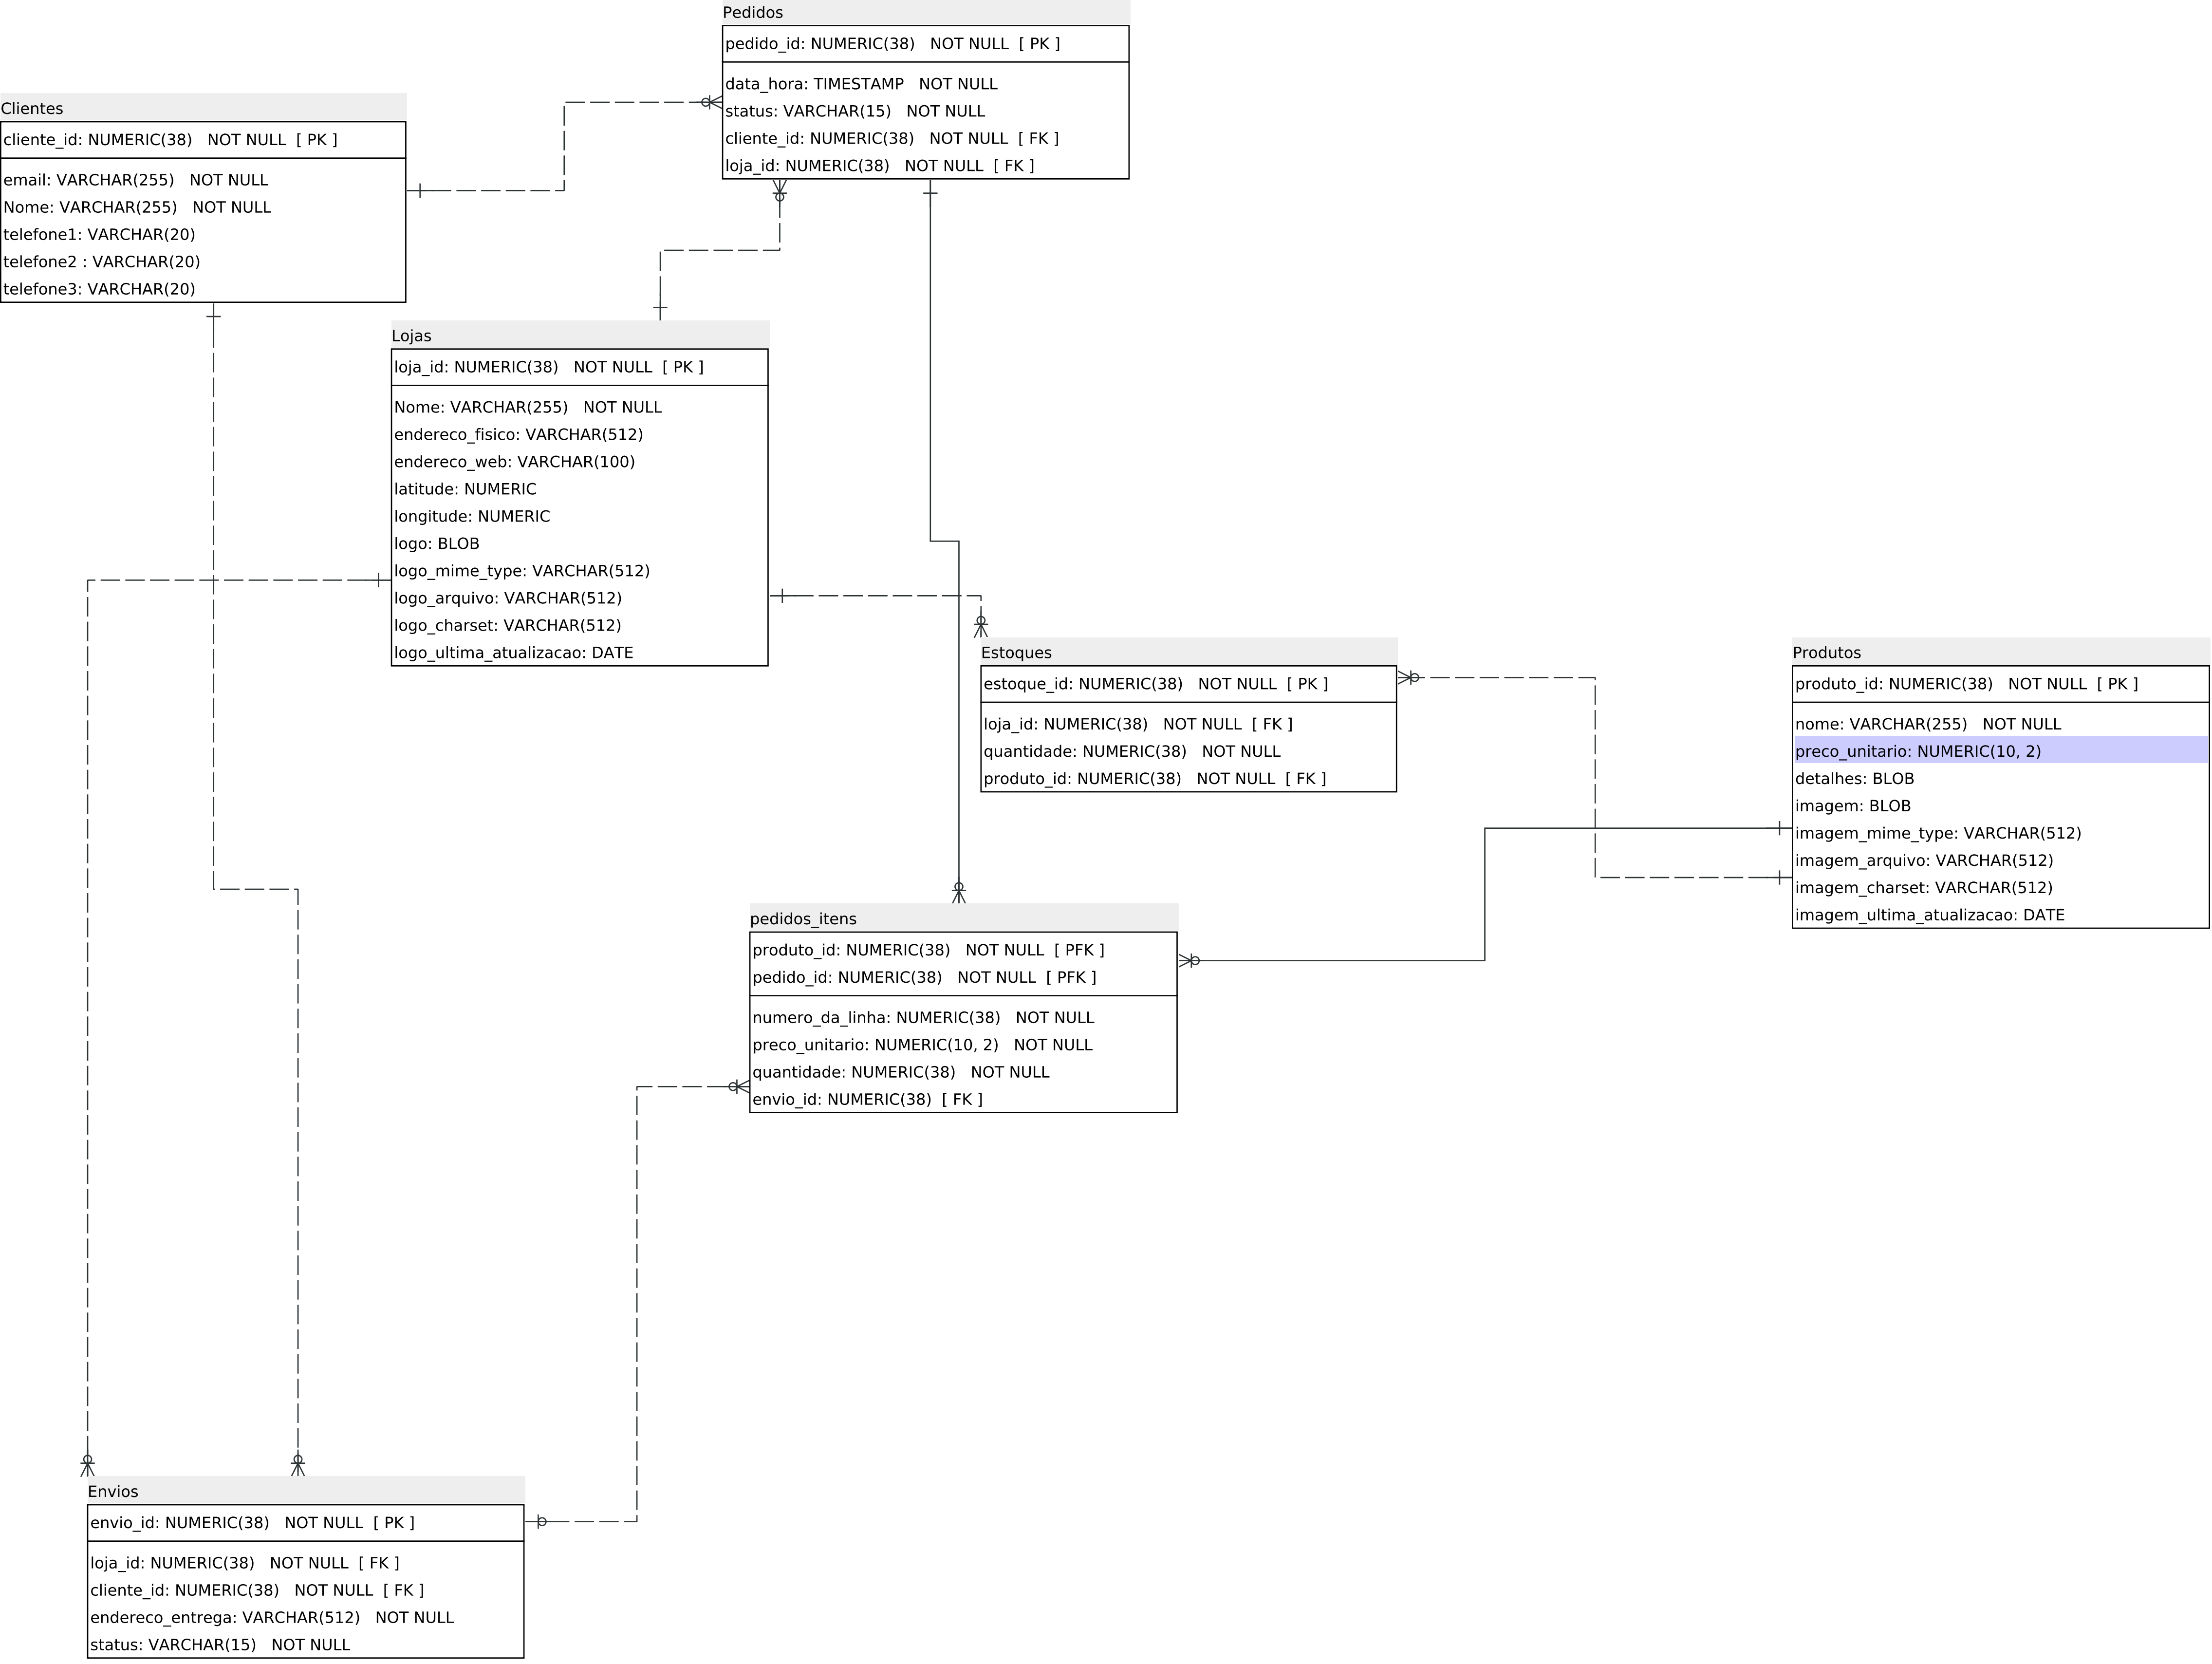 Pedidos
pedido_id: NUMERIC(38) NOT NULL [ PK ]
data_hora: TIMESTAMP NOT NULL
status: VARCHAR(15) NOT NULL
cliente_id: NUMERIC(38) NOT NULL [ FK ]
loja_id: NUMERIC(38) NOT NULL [ FK ]
Clientes
cliente_id: NUMERIC(38) NOT NULL [ PK ]
email: VARCHAR(255) NOT NULL
Nome: VARCHAR(255) NOT NULL
telefone1: VARCHAR(20)
telefone2 : VARCHAR(20)
telefone3: VARCHAR(20)
Lojas
loja_id: NUMERIC(38) NOT NULL [ PK ]
Nome: VARCHAR(255) NOT NULL
endereco_fisico: VARCHAR(512)
endereco_web: VARCHAR(100)
latitude: NUMERIC
longitude: NUMERIC
logo: BLOB
logo_mime_type: VARCHAR(512)
logo_arquivo: VARCHAR(512)
logo_charset: VARCHAR(512)
logo_ultima_atualizacao: DATE
Estoques
estoque_id: NUMERIC(38) NOT NULL [ PK ]
loja_id: NUMERIC(38) NOT NULL [ FK ]
quantidade: NUMERIC(38) NOT NULL
produto_id: NUMERIC(38) NOT NULL [ FK ]
Produtos
produto_id: NUMERIC(38) NOT NULL [ PK ]
nome: VARCHAR(255) NOT NULL
preco_unitario: NUMERIC(10, 2)
detalhes: BLOB
imagem: BLOB
imagem_mime_type: VARCHAR(512)
imagem_arquivo: VARCHAR(512)
imagem_charset: VARCHAR(512)
imagem_ultima_atualizacao: DATE
pedidos_itens
produto_id: NUMERIC(38) NOT NULL [ PFK ]
pedido_id: NUMERIC(38) NOT NULL [ PFK ]
numero_da_linha: NUMERIC(38) NOT NULL
preco_unitario: NUMERIC(10, 2) NOT NULL
quantidade: NUMERIC(38) NOT NULL
envio_id: NUMERIC(38) [ FK ]
Envios
envio_id: NUMERIC(38) NOT NULL [ PK ]
loja_id: NUMERIC(38) NOT NULL [ FK ]
cliente_id: NUMERIC(38) NOT NULL [ FK ]
endereco_entrega: VARCHAR(512) NOT NULL
status: VARCHAR(15) NOT NULL